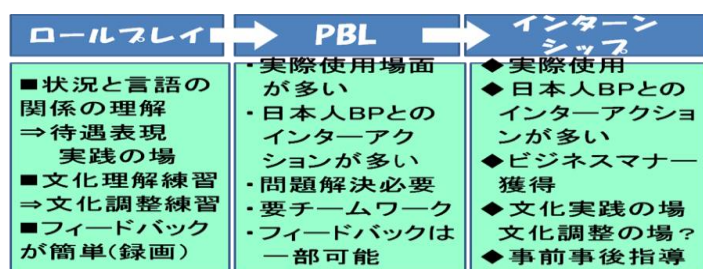 ロールプレイ
■状況と言語の
関係の理解
⇒待遇表現
実践の場
■文化理解練習
⇒文化調整練習
■フィードバック
が簡単(録画)
PBL
・実際使用場面
が多い
・日本人BPとの
インターアク
ションが多い
・問題解決必要
・要チームワーク
・フィードバックは
一部可能
インターン
シップ
◆実際使用
◆日本人BPとの
インターアクショ
ンが多い
◆ビジネスマナー
獲得
◆文化実践の場
文化調整の場?
◆事前事後指導